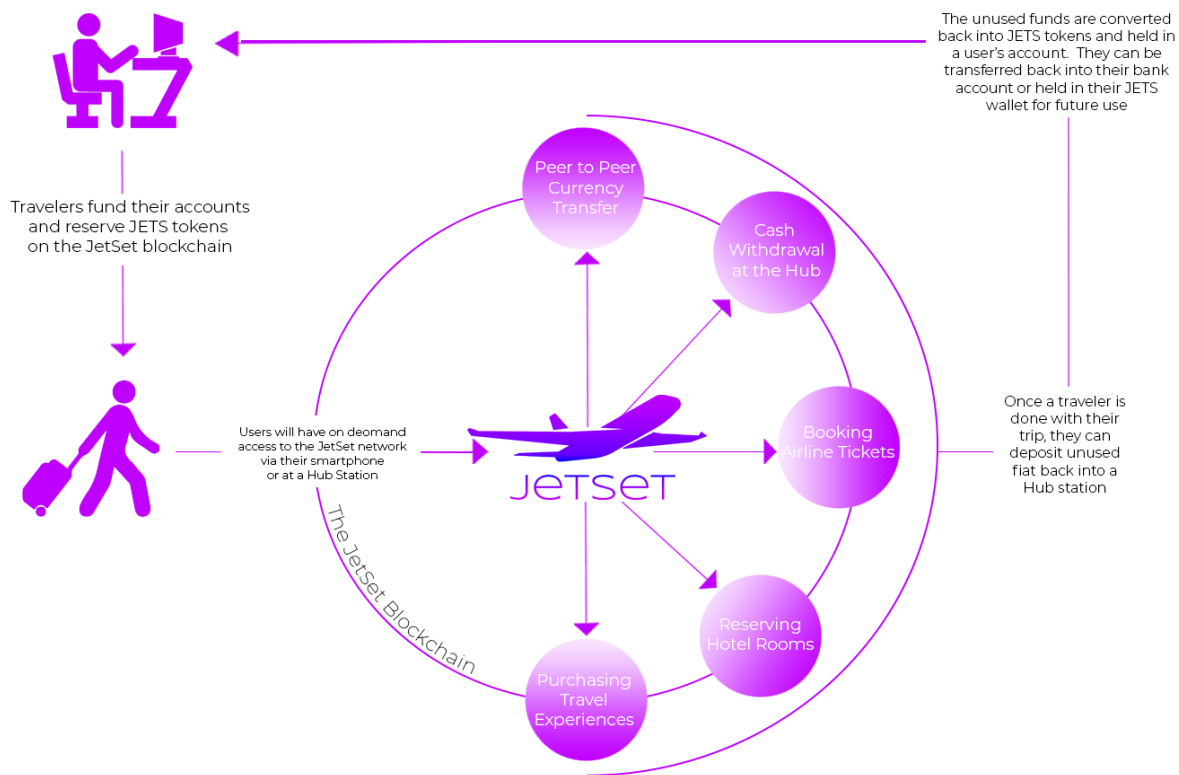 The unused funds are converted
back into JETS tokens and held in
a user's account. They can be
transferred back into their bank
account or held in their JETS
wallet for future use
Travelers fund their accounts
and reserve JETS tokens
on the JetSet blockchain
Peer to Peer
Currency
Transfer
Cash
Withdrawal
at the Hub
Users will have on deomand
access to the JetSet network
via their smartphone
or at a Hub Station
JETSET
Booking
Airline Tickets
Once a traveler is
done with their
trip, they can
deposit unused
fiat back into a
Hub station
The JetSet Blockchain
Reserving
Hotel Rooms
Purchasing
Travel
Experiences